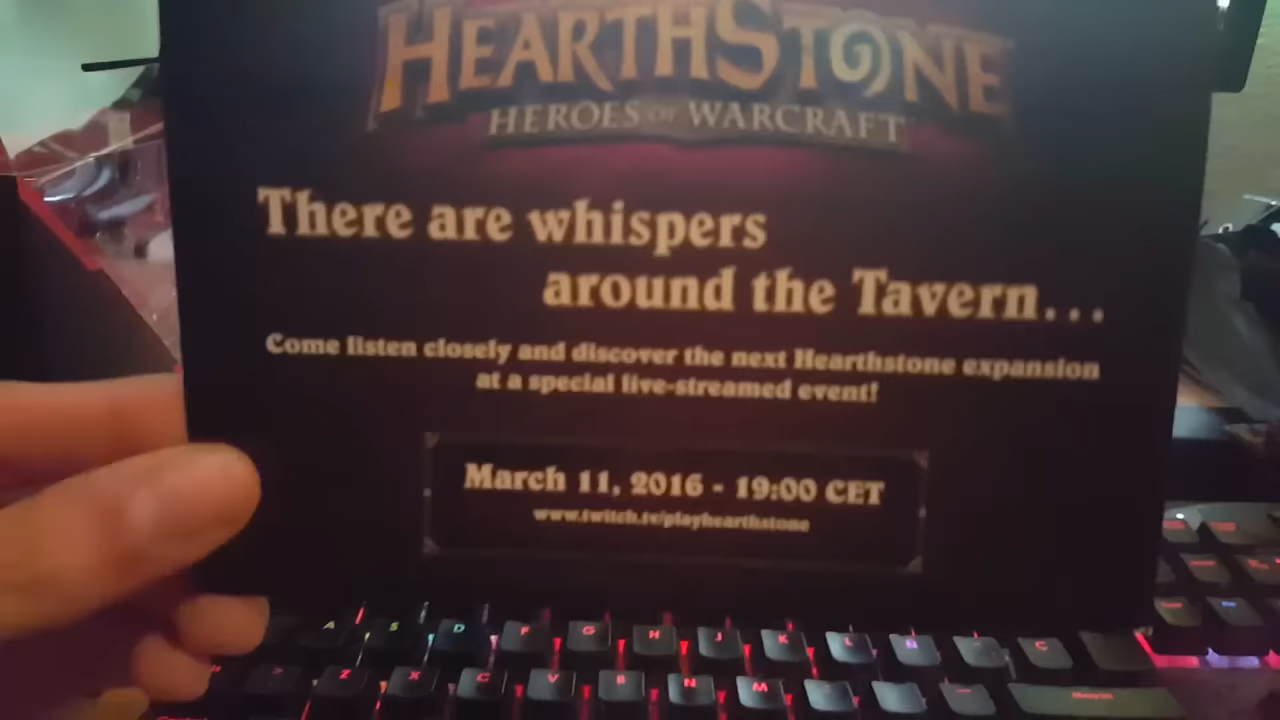 HEARTHSTONE
HEROES OF WARCRAFT
There are whispers
around the Tavern...
Come listen closely and discover the next Hearthstone expansion
at a special live-streamed event!
March 11, 2016 - 19:00 CET
www.twitch.tv/playhearthstone
A S D F G H J K L Ñ
> Z X C V B N M